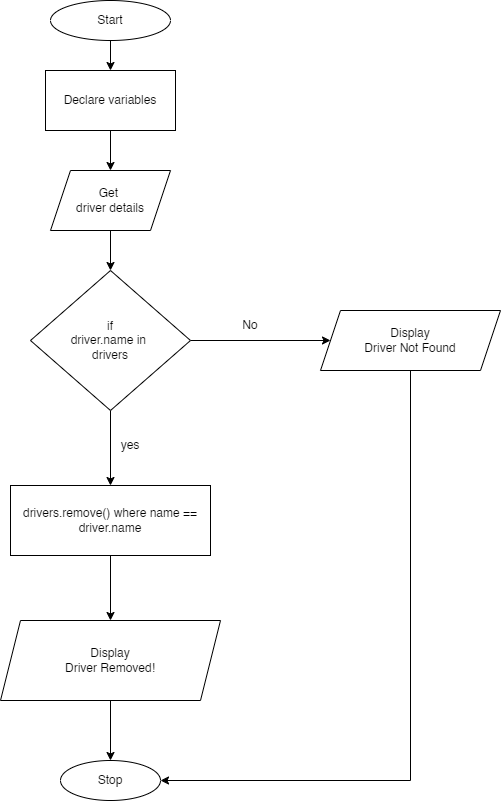 Start
Declare variables
Get
driver details
if
driver.name in
drivers
No
Display
Driver Not Found
yes
drivers.remove() where name ==
driver.name
Display
Driver Removed!
Stop